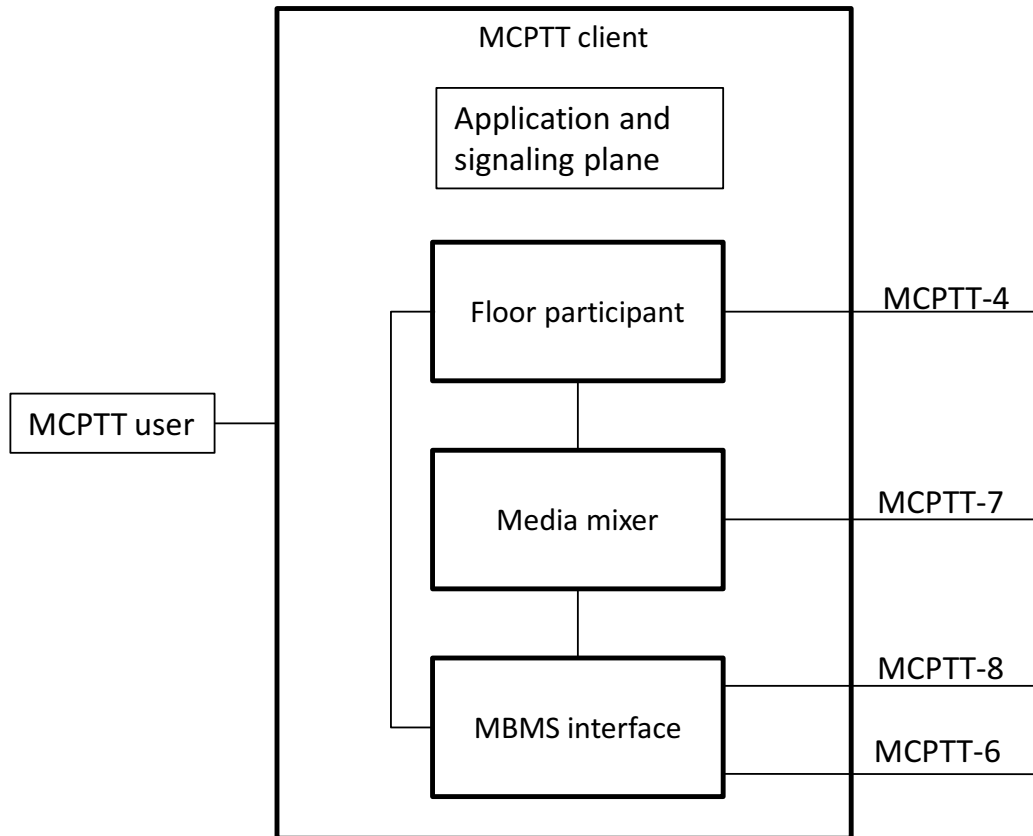 MCPTT client
Application and
signaling plane
Floor participant
MCPTT-4
MCPTT user
Media mixer
MCPTT-7
MCPTT-8
MBMS interface
MCPTT-6